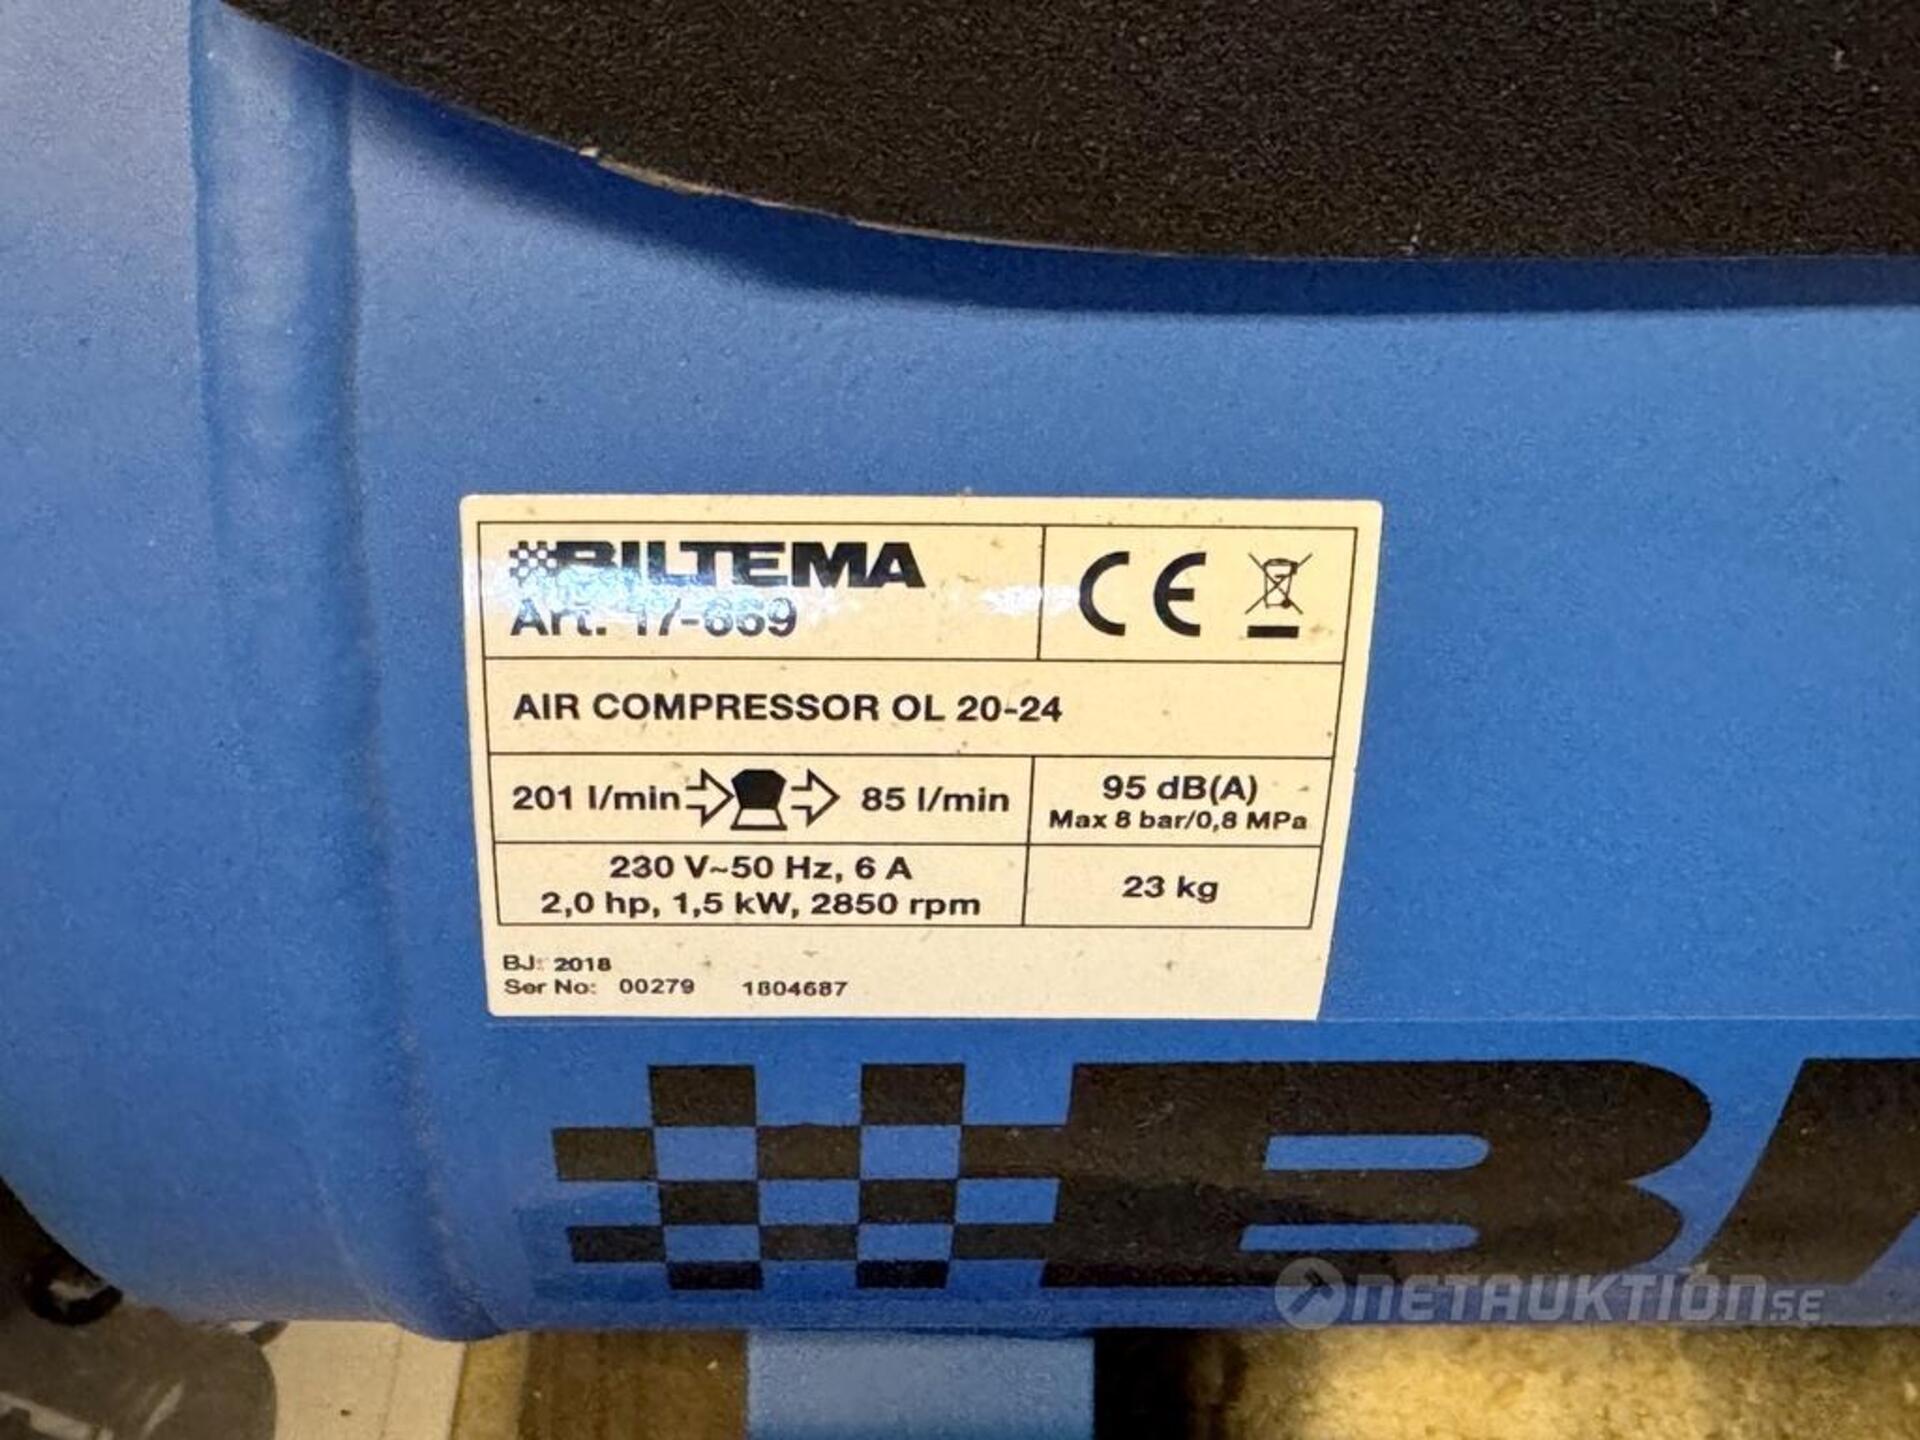 BILTEMA
Art. 17-669
CE
AIR COMPRESSOR OL 20-24
201 l/min 85 l/min
95 dB(A)
Max 8 bar/0,8 MPa
230 V~50 Hz, 6 A
2,0 hp, 1,5 kW, 2850 rpm
23 kg
BJ: 2018
Ser No: 00279 1804687
NETAUKTION.SE